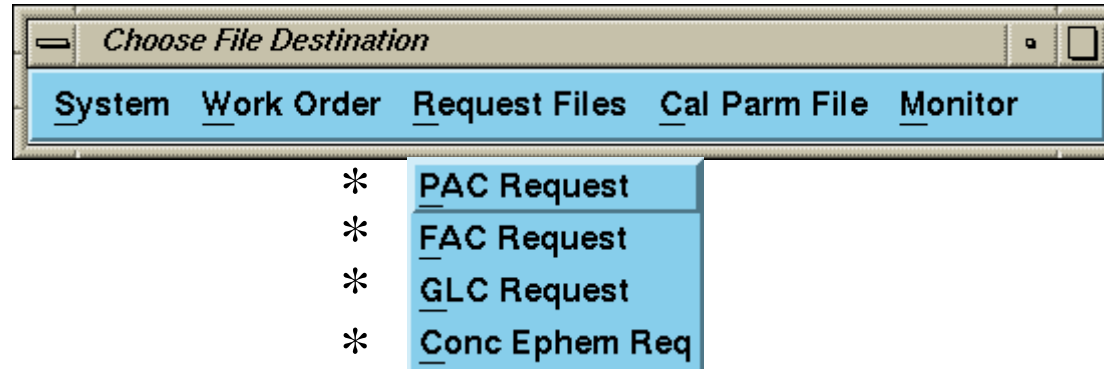 Choose File Destination
System Work Order Request Files Cal Parm File Monitor
* PAC Request
* FAC Request
* GLC Request
* Conc Ephem Req